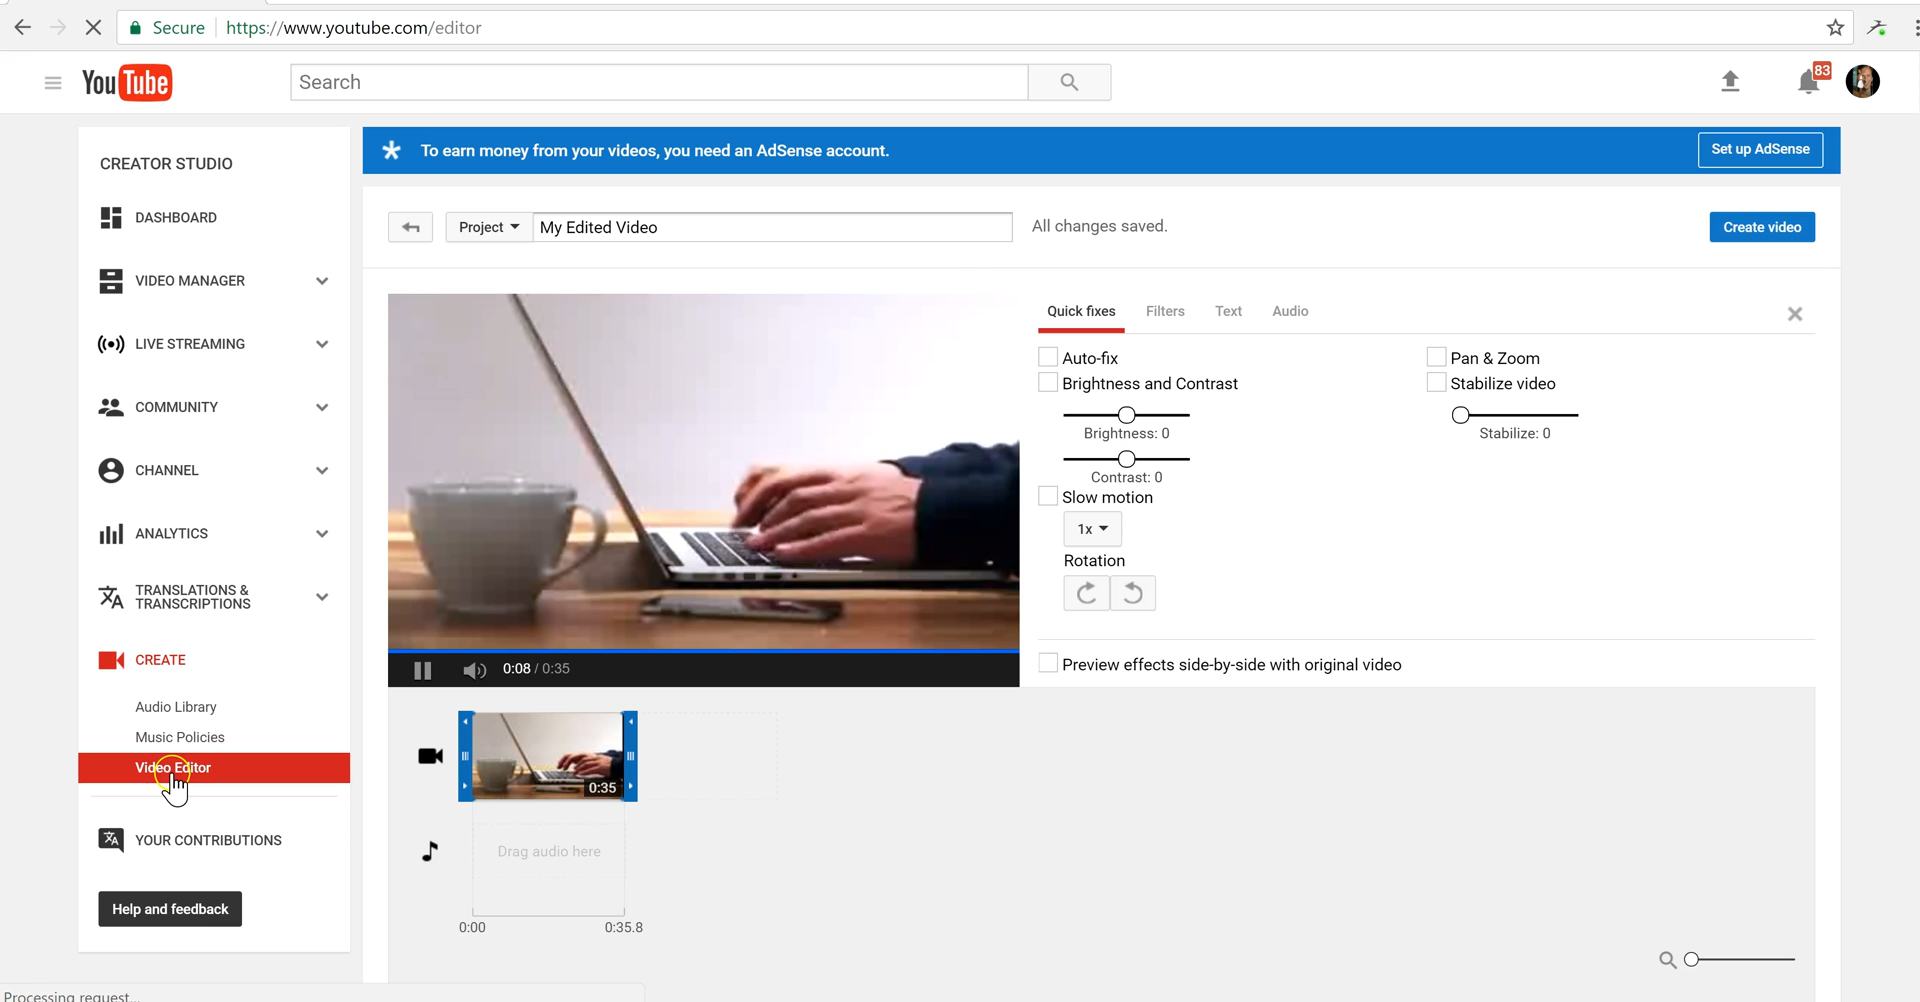 Secure https://www.youtube.com/editor
YouTube
Search
83
CREATOR STUDIO
DASHBOARD
VIDEO MANAGER
LIVE STREAMING
COMMUNITY
CHANNEL
ANALYTICS
TRANSLATIONS &
TRANSCRIPTIONS
CREATE
Audio Library
Music Policies
Video Editor
YOUR CONTRIBUTIONS
Help and feedback
To earn money from your videos, you need an AdSense account.
Set up AdSense
Project
My Edited Video
All changes saved.
Create video
Quick fixes Filters Text Audio
Auto-fix
Brightness and Contrast
Brightness: 0
Contrast: 0
Slow motion
1x
Rotation
Pan & Zoom
Stabilize video
Stabilize: 0
Preview effects side-by-side with original video
0:08 / 0:35
0:35
Drag audio here
0:00 0:35.8
Processing request...